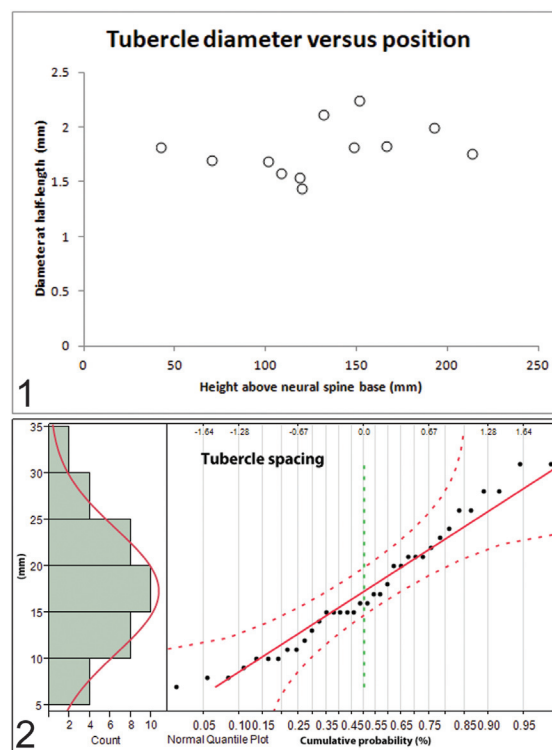 Tubercle diameter versus position
2.5
2
1.5
1
0.5
0
Diameter at half-length (mm)
0 50 100 150 200 250
Height above neural spine base (mm)
1
35
30
25
20
15
10
5
(mm)
2 4 6 8 10
Count
-1.64 -1.28 -0.67 0.0 0.67 1.28 1.64
Tubercle spacing
0.05 0.10 0.15 0.25 0.35 0.45 0.55 0.65 0.75 0.85 0.90 0.95
Normal Quantile Plot
Cumulative probability (%)
2